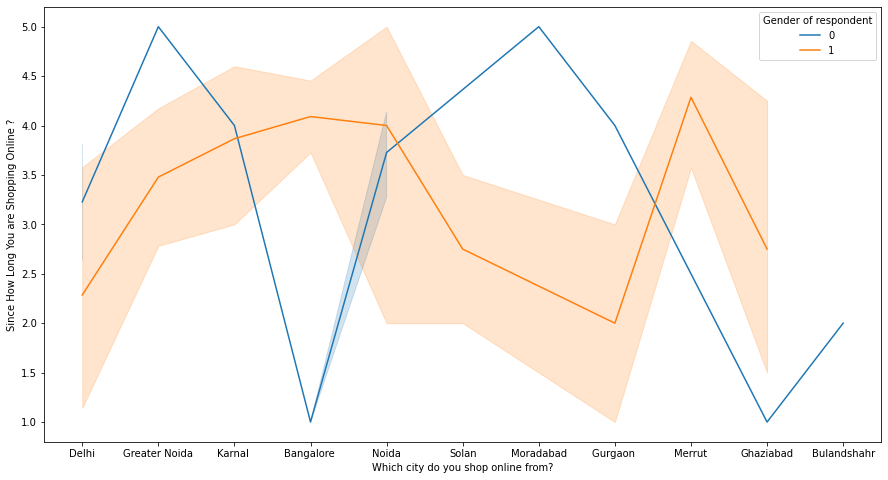 Gender of respondent
0
1
Since How Long You are Shopping Online ?
5.0
4.5
4.0
3.5
3.0
2.5
2.0
1.5
1.0
Delhi Greater Noida Karnal Bangalore Noida Solan Moradabad Gurgaon Merrut Ghaziabad Bulandshahr
Which city do you shop online from?